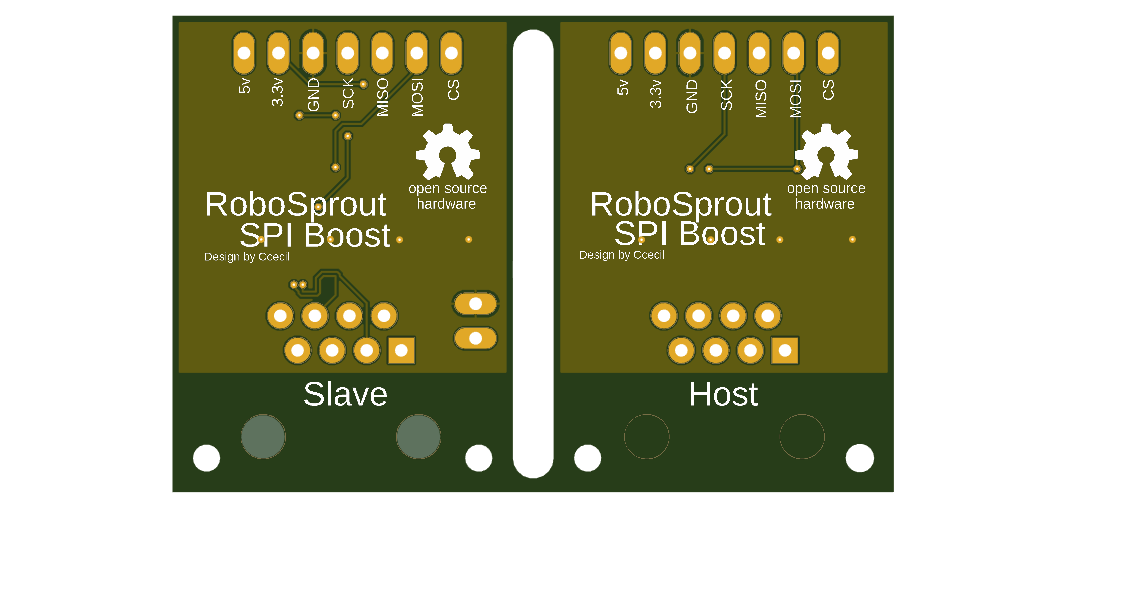 5v 3.3v GND SCK MISO MOSI CS
open source
hardware
RoboSprout
SPI Boost
Design by Ccecil
Slave
5v 3.3v GND SCK MISO MOSI CS
open source
hardware
RoboSprout
SPI Boost
Design by Ccecil
Host